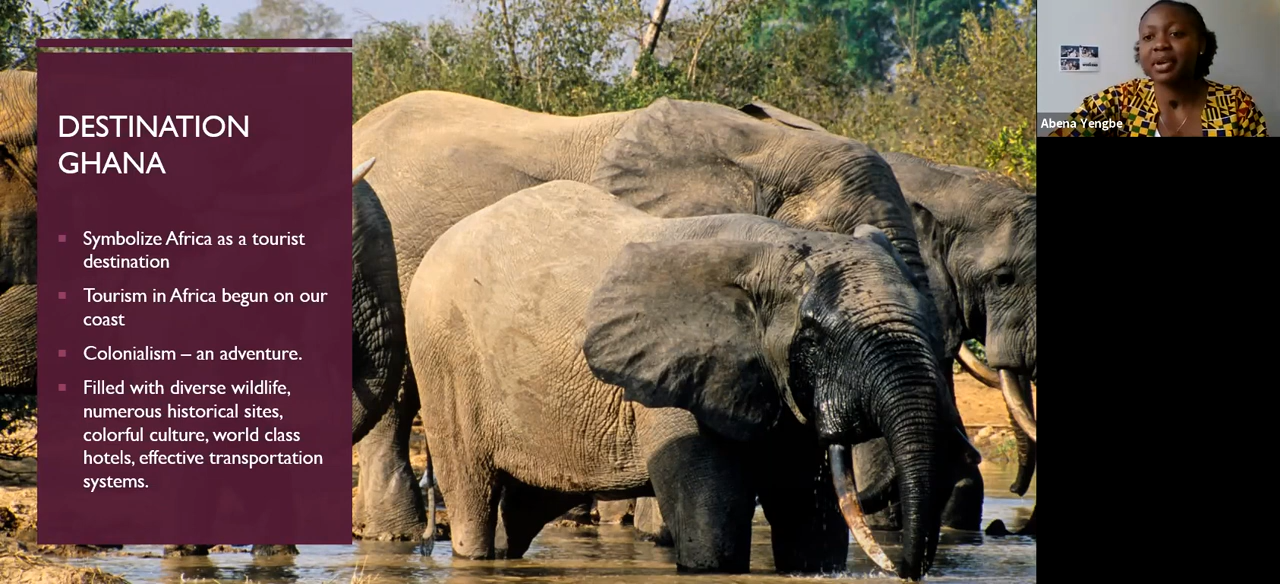 DESTINATION
GHANA
Symbolize Africa as a tourist
destination
Tourism in Africa begun on our
coast
Colonialism – an adventure.
Filled with diverse wildlife,
numerous historical sites,
colorful culture, world class
hotels, effective transportation
systems.
Abena Yengbe